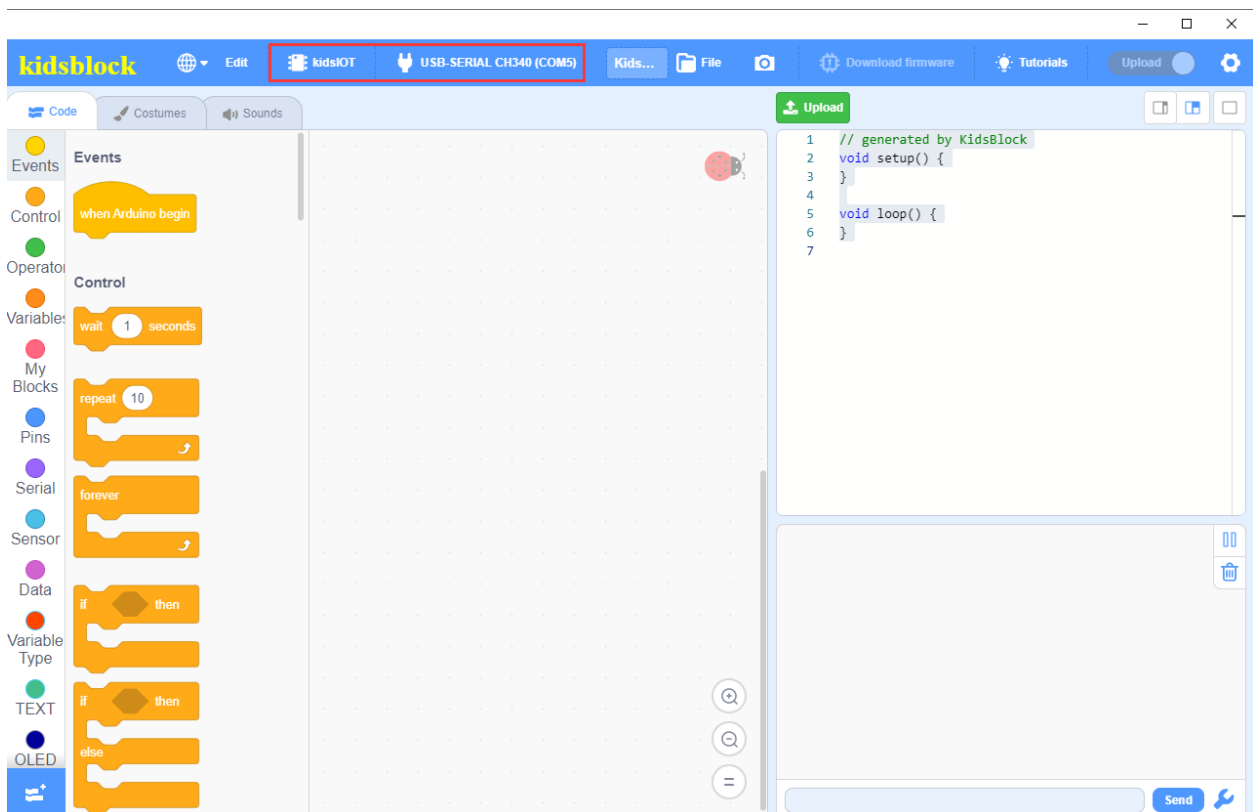 kidsblock Edit kidsIOT USB-SERIAL CH340 (COM5) Kids... File Download firmware Tutorials Upload
Code Costumes Sounds
Upload
Events
Control
Operator
Variables
My
Blocks
Pins
Serial
Sensor
Data
Variable
Type
TEXT
OLED
Events
when Arduino begin
Control
wait 1 seconds
repeat 10
forever
if then
if then
else
1 // generated by KidsBlock
2 void setup() {
3 }
4
5 void loop() {
6 }
7
Send